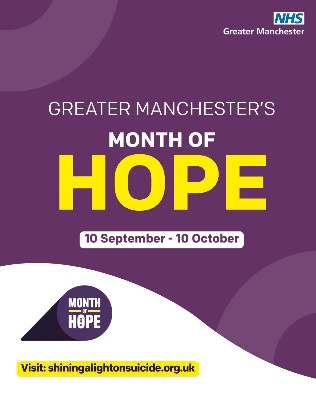 NHS
Greater Manchester
GREATER MANCHESTER'S
MONTH OF
HOPE
10 September - 10 October
MONTH
OF
HOPE
Visit: shiningalightonsuicide.org.uk